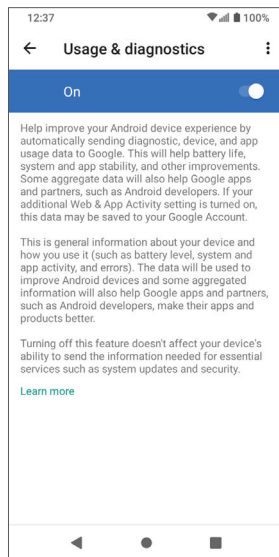 12:37
100%
Usage & diagnostics
On
Help improve your Android device experience by
automatically sending diagnostic, device, and app
usage data to Google. This will help battery life,
system and app stability, and other improvements.
Some aggregate data will also help Google apps
and partners, such as Android developers. If your
additional Web & App Activity setting is turned on,
this data may be saved to your Google Account.
This is general information about your device and
how you use it (such as battery level, system and
app activity, and errors). The data will be used to
improve Android devices and some aggregated
information will also help Google apps and partners,
such as Android developers, make their apps and
products better.
Turning off this feature doesn't affect your device's
ability to send the information needed for essential
services such as system updates and security.
Learn more